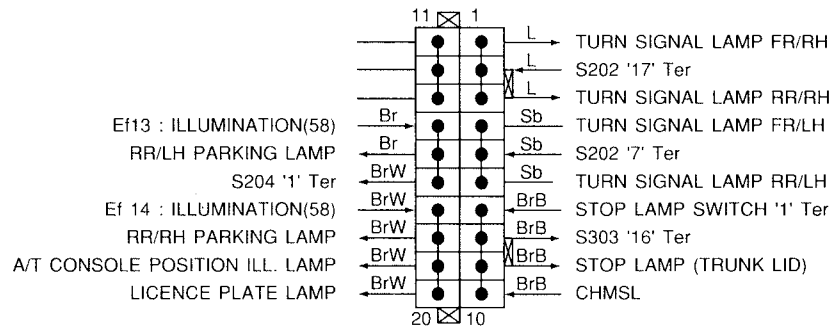 11 1
L TURN SIGNAL LAMP FR/RH
L S202 '17' Ter
L TURN SIGNAL LAMP RR/RH
Ef13 : ILLUMINATION(58) Br Sb TURN SIGNAL LAMP FR/LH
RR/LH PARKING LAMP Br Sb S202 '7' Ter
S204 '1' Ter BrW Sb TURN SIGNAL LAMP RR/LH
Ef 14 : ILLUMINATION(58) BrW BrB STOP LAMP SWITCH '1' Ter
RR/RH PARKING LAMP BrW BrB S303 '16' Ter
A/T CONSOLE POSITION ILL. LAMP BrW BrB STOP LAMP (TRUNK LID)
LICENCE PLATE LAMP BrW BrB CHMSL
20 10